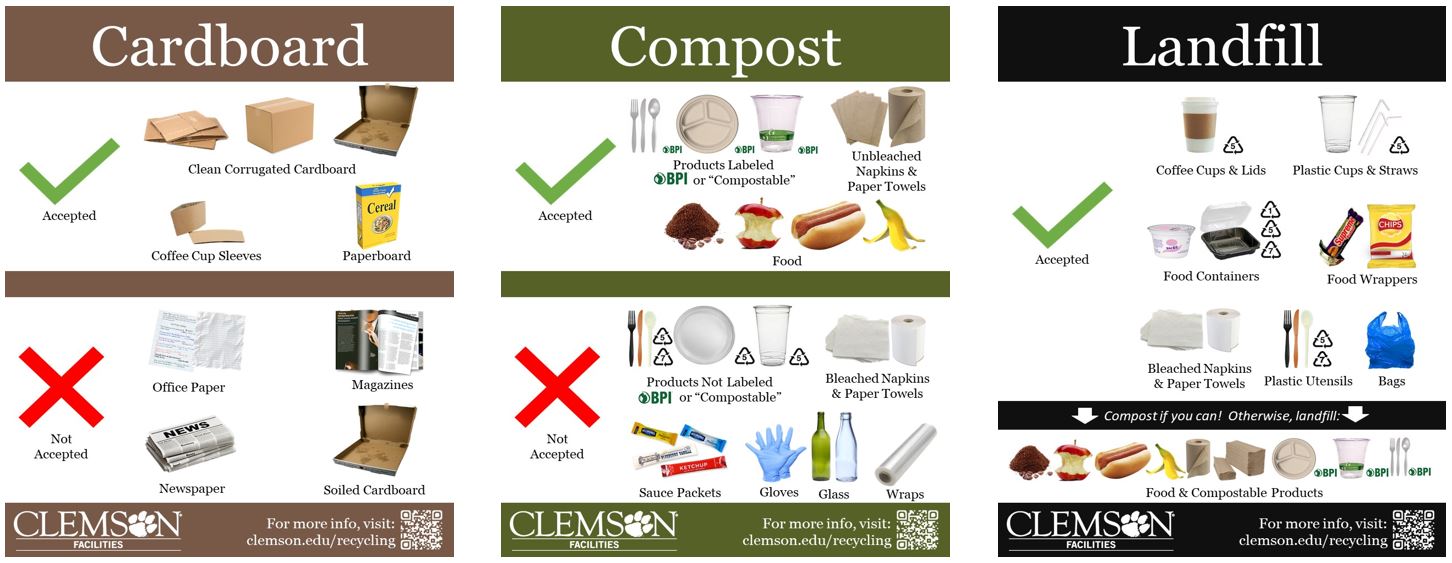 Cardboard
Clean Corrugated Cardboard
Accepted
Cereal
Coffee Cup Sleeves
Paperboard
Office Paper
Magazines
Not
Accepted
NEWS
Newspaper
Soiled Cardboard
CLEMSON
FACILITIES
For more info, visit:
clemson.edu/recycling
Compost
BPI
BPI
Products Labeled
BPI or “Compostable”
Unbleached
Napkins &
Paper Towels
Accepted
Food
5
7
5
5
Products Not Labeled
BPI or “Compostable”
Bleached Napkins
& Paper Towels
Not
Accepted
KETCHUP
Sauce Packets
Gloves
Glass
Wraps
CLEMSON
FACILITIES
For more info, visit:
clemson.edu/recycling
Landfill
5
5
Coffee Cups & Lids
Plastic Cups & Straws
Accepted
1
5
7
CHIPS
Food Containers
Food Wrappers
5
7
Bleached Napkins
& Paper Towels
Plastic Utensils
Bags
Compost if you can! Otherwise, landfill:
BPI
BPI
BPI
Food & Compostable Products
CLEMSON
FACILITIES
For more info, visit:
clemson.edu/recycling